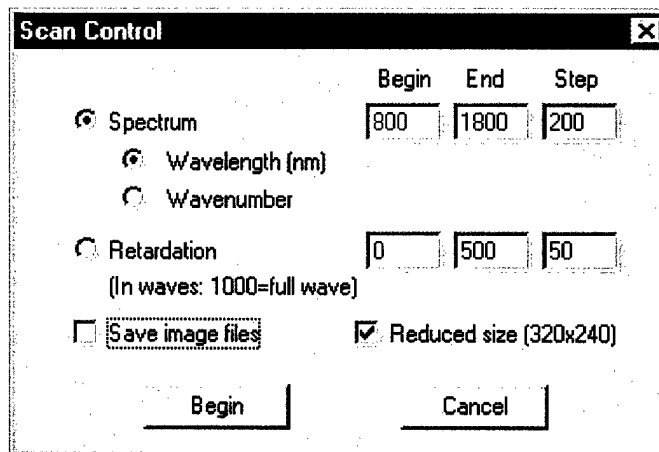 Scan Control
Begin End Step
Spectrum 800 1800 200
Wavelength (nm)
Wavenumber
Retardation 0 500 50
(In waves: 1000=full wave)
Save image files Reduced size (320x240)
Begin Cancel